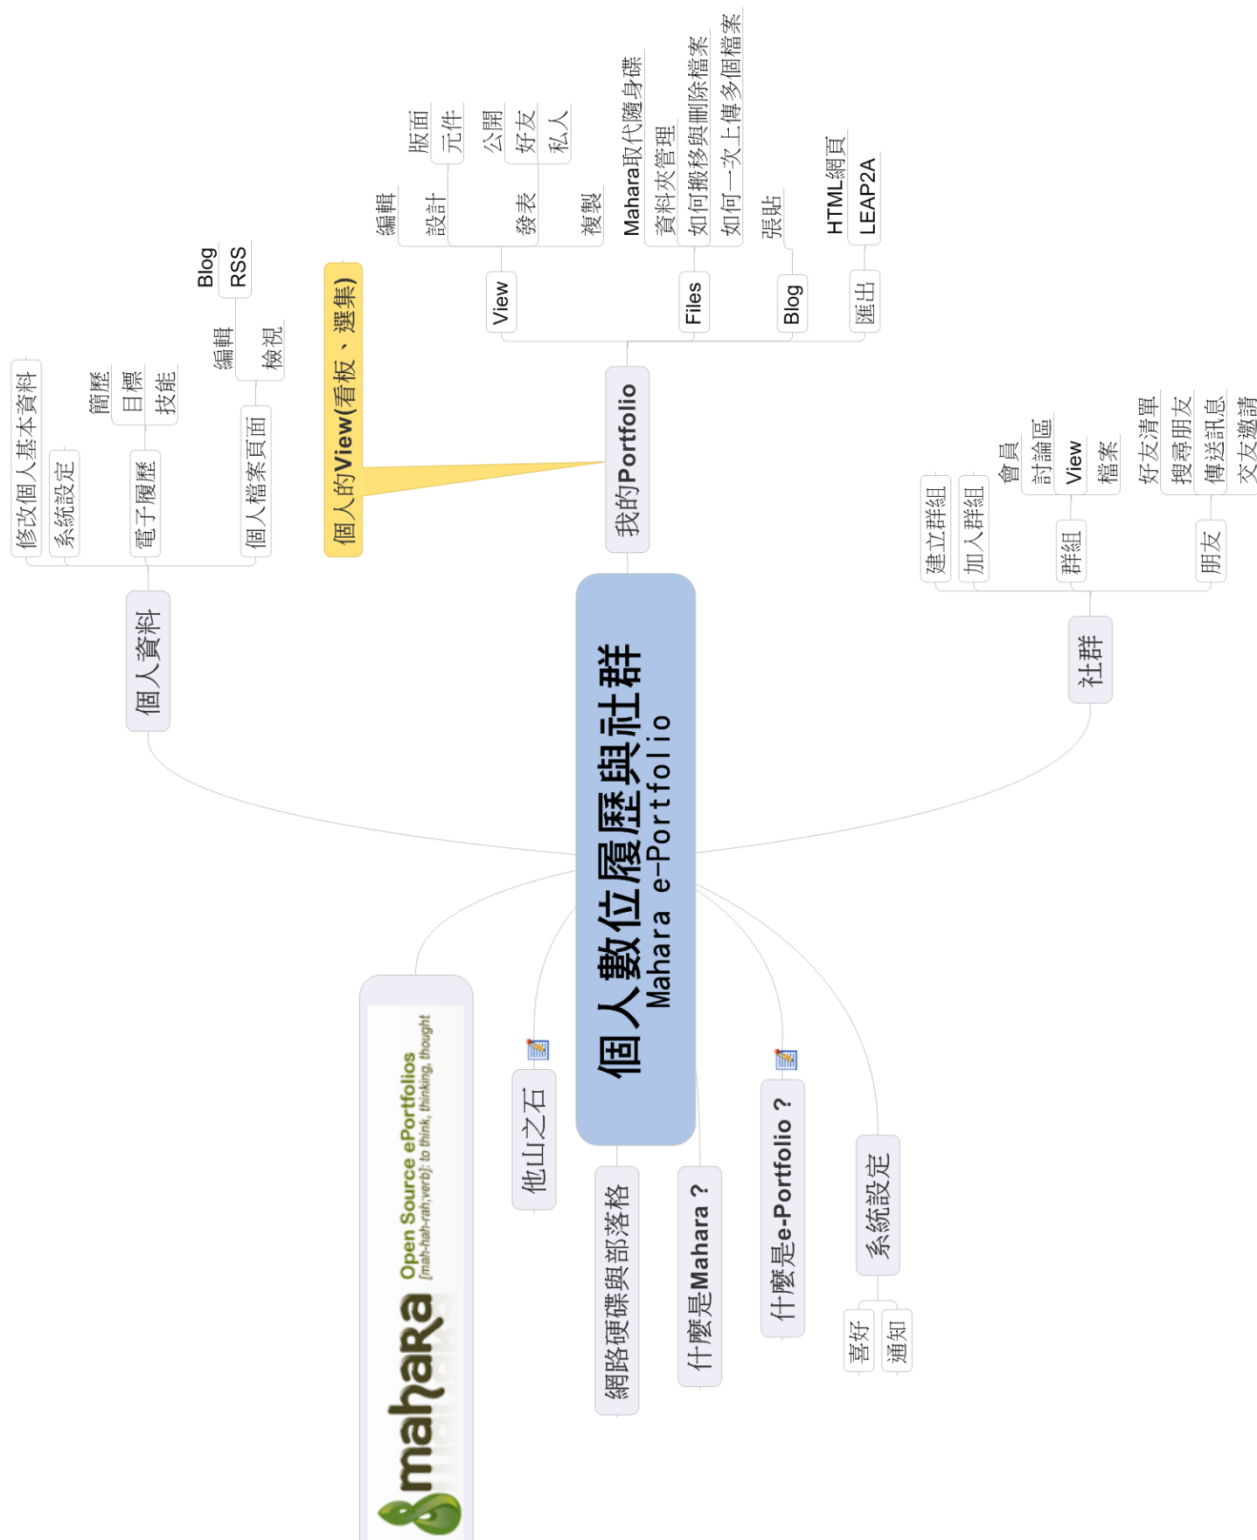 mahara
Open Source ePortfolios
[mah-hah-rah;verb]: to think, thinking, thought
他山之石
網路硬碟與部落格
什麼是Mahara？
什麼是e-Portfolio？
系統設定
喜好
通知
個人數位履歷與社群
Mahara e-Portfolio
個人資料
修改個人基本資料
系統設定
電子履歷
簡歷
目標
技能
個人檔案頁面
編輯
Blog
RSS
檢視
個人的View(看板、選集)
我的Portfolio
View
編輯
設計
版面
元件
發表
公開
好友
私人
複製
Files
Mahara取代隨身碟
資料夾管理
如何搬移與刪除檔案
如何一次上傳多個檔案
Blog
張貼
匯出
HTML網頁
LEAP2A
社群
建立群組
加入群組
群組
會員
討論區
View
檔案
朋友
好友清單
搜尋朋友
傳送訊息
交友邀請